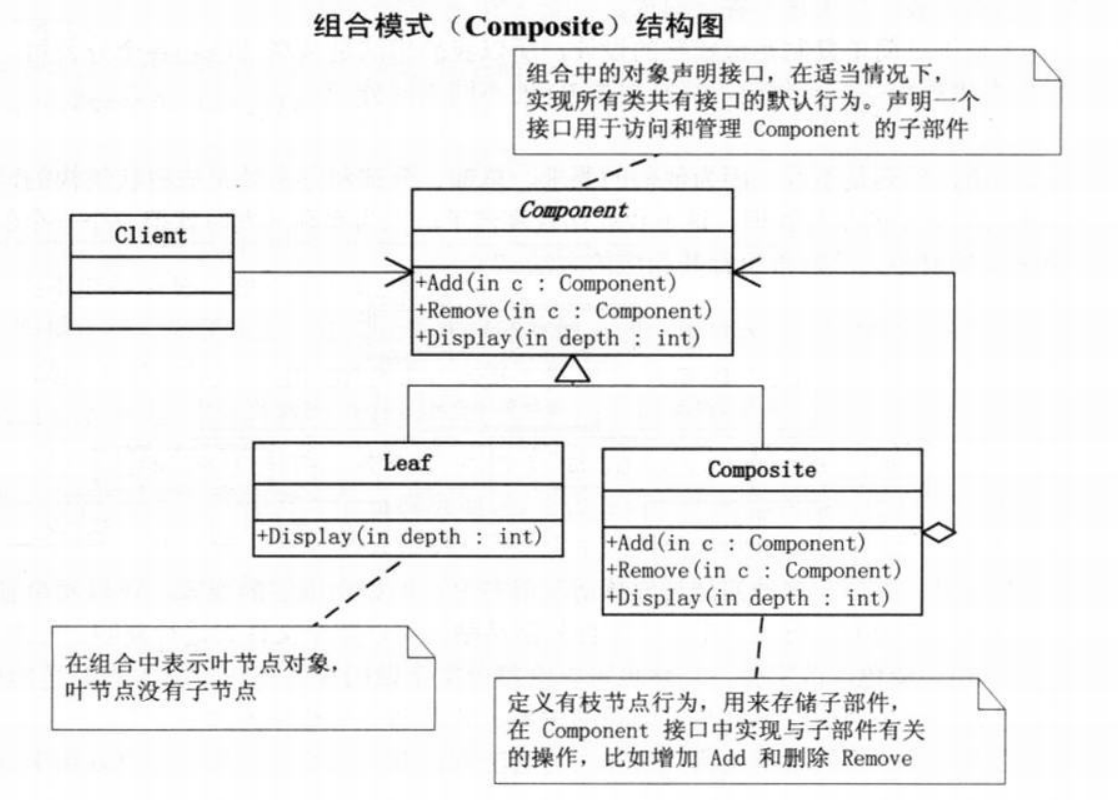 组合模式（Composite）结构图
组合中的对象声明接口，在适当情况下，
实现所有类共有接口的默认行为。声明一个
接口用于访问和管理 Component 的子部件
Component
+Add(in c : Component)
+Remove(in c : Component)
+Display(in depth : int)
Client
Leaf
+Display(in depth : int)
Composite
+Add(in c : Component)
+Remove(in c : Component)
+Display(in depth : int)
在组合中表示叶节点对象，
叶节点没有子节点
定义有枝节点行为，用来存储子部件，
在 Component 接口中实现与子部件有关
的操作，比如增加 Add 和删除 Remove